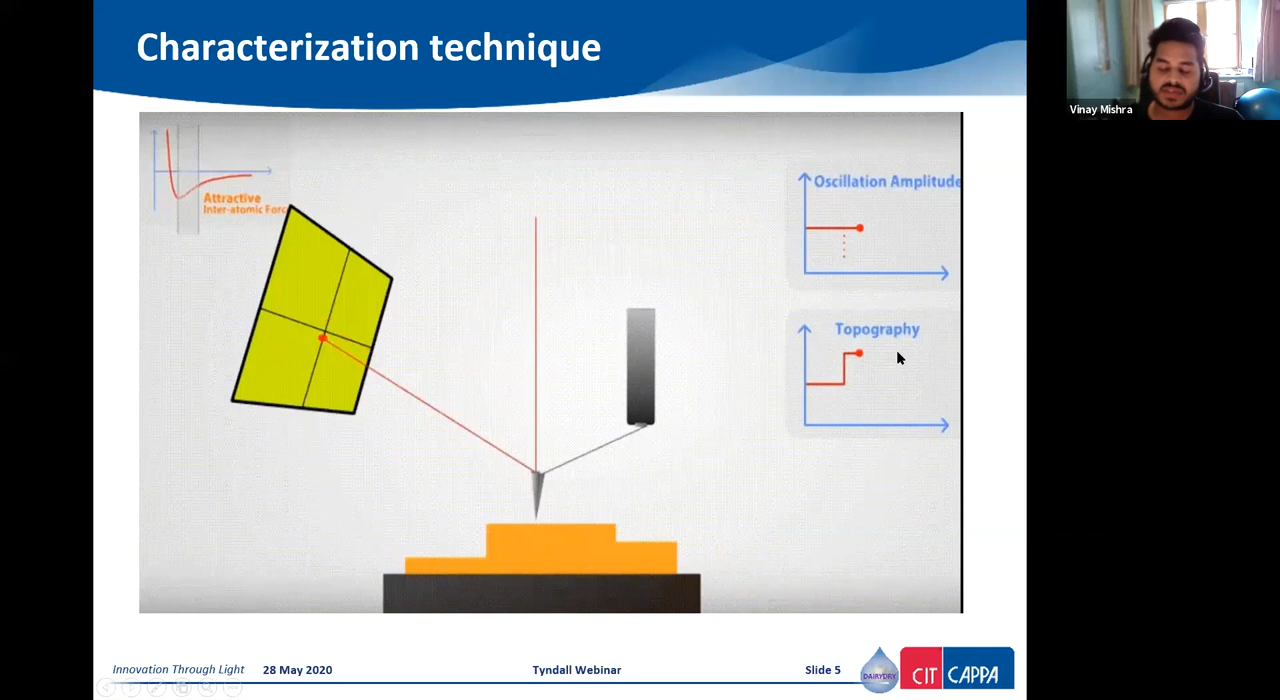 Characterization technique
Vinay Mishra
Attractive
Inter-atomic Forc
Oscillation Amplitude
Topography
Innovation Through Light
28 May 2020
Tyndall Webinar
Slide 5
DAIRYDRY
CIT
CAPPA